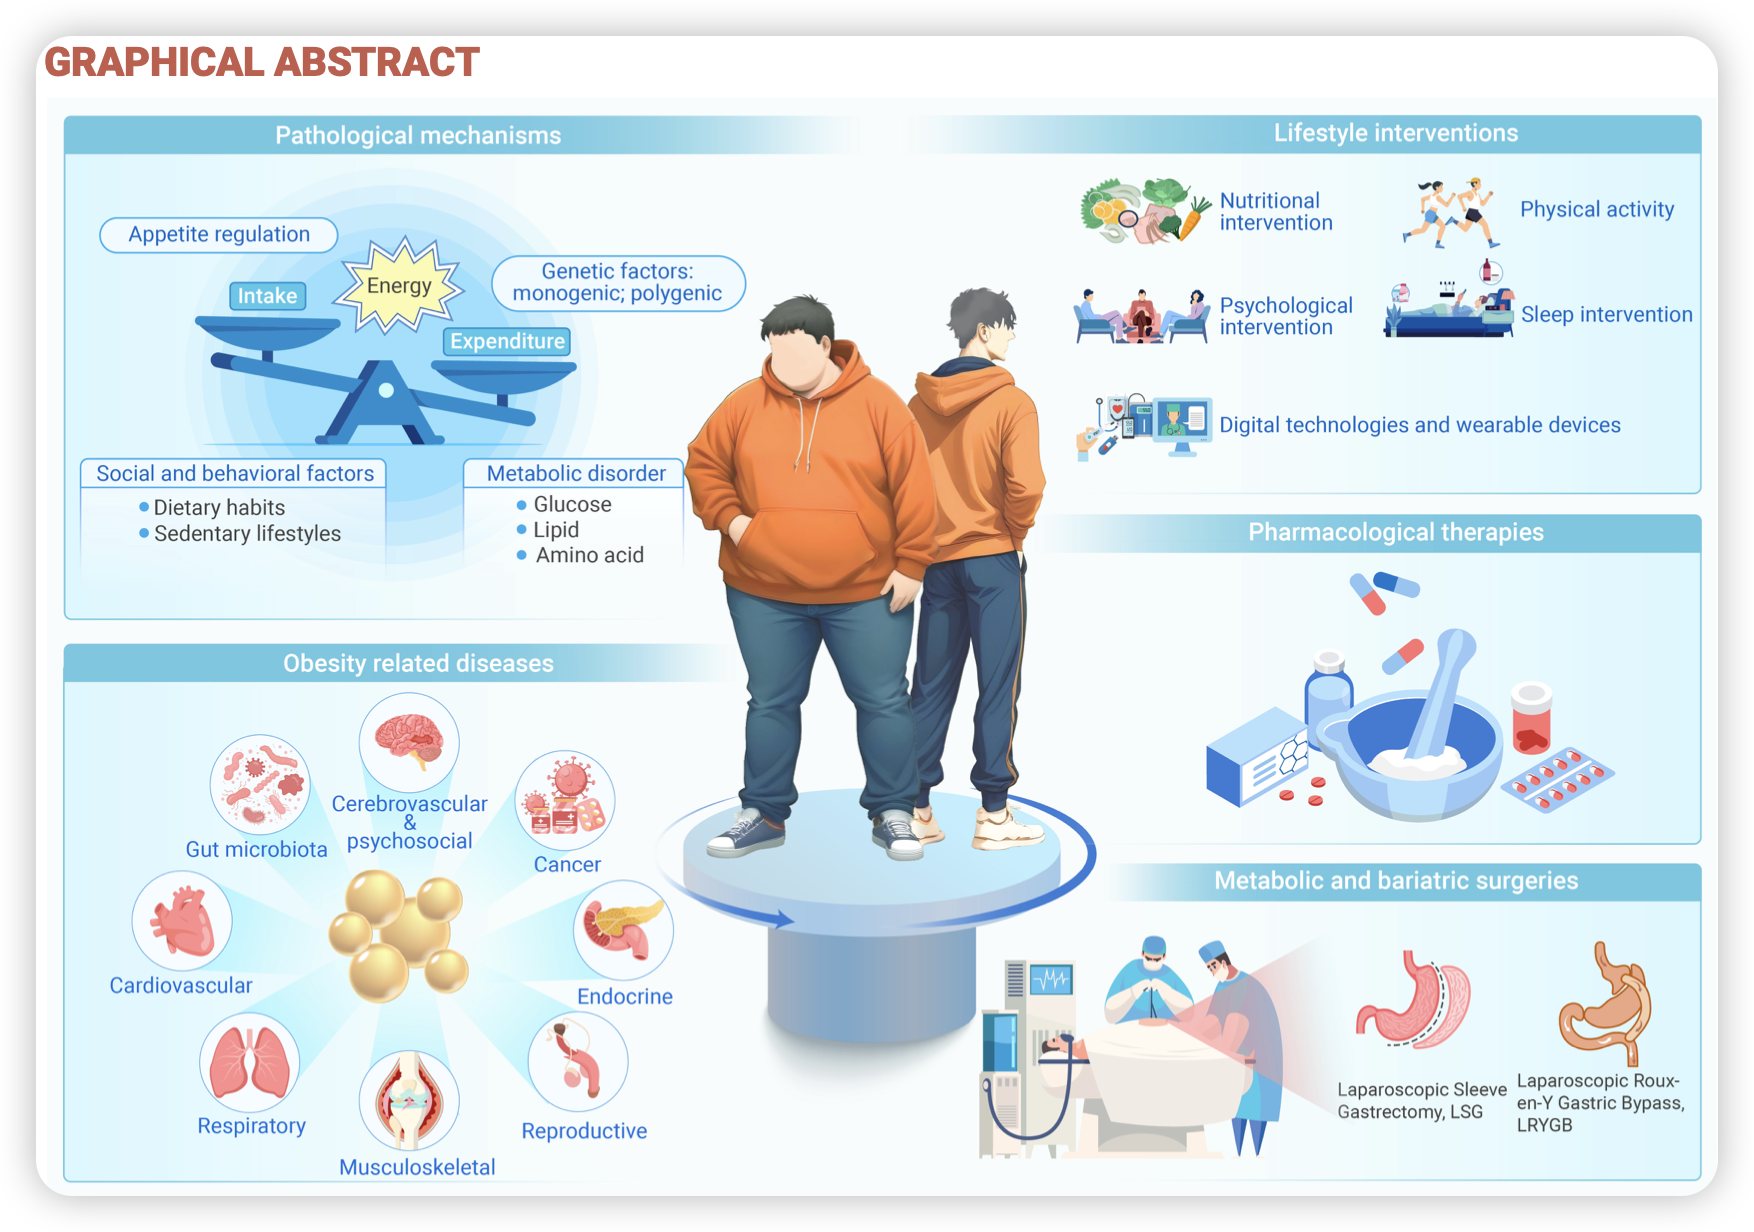 GRAPHICAL ABSTRACT
Pathological mechanisms
Appetite regulation
Energy
Genetic factors:
monogenic; polygenic
Intake
Expenditure
Social and behavioral factors
Dietary habits
Sedentary lifestyles
Metabolic disorder
Glucose
Lipid
Amino acid
Obesity related diseases
Cerebrovascular
&
psychosocial
Gut microbiota
Cancer
Cardiovascular
Endocrine
Respiratory
Reproductive
Musculoskeletal
Lifestyle interventions
Nutritional
intervention
Physical activity
Psychological
intervention
Sleep intervention
Digital technologies and wearable devices
Pharmacological therapies
Metabolic and bariatric surgeries
Laparoscopic Sleeve
Gastrectomy, LSG
Laparoscopic Roux-
en-Y Gastric Bypass,
LRYGB